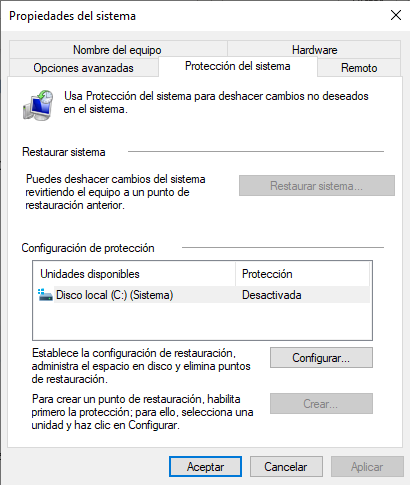 Propiedades del sistema
Nombre del equipo
Hardware
Opciones avanzadas
Protección del sistema
Remoto
Usa Protección del sistema para deshacer cambios no deseados
en el sistema.
Restaurar sistema
Puedes deshacer cambios del sistema
revirtiendo el equipo a un punto de
restauración anterior.
Restaurar sistema...
Configuración de protección
Unidades disponibles
Protección
Disco local (C:) (Sistema)
Desactivada
Establece la configuración de restauración,
administra el espacio en disco y elimina puntos
de restauración.
Configurar...
Para crear un punto de restauración, habilita
primero la protección; para ello, selecciona una
unidad y haz clic en Configurar.
Crear...
Aceptar
Cancelar
Aplicar